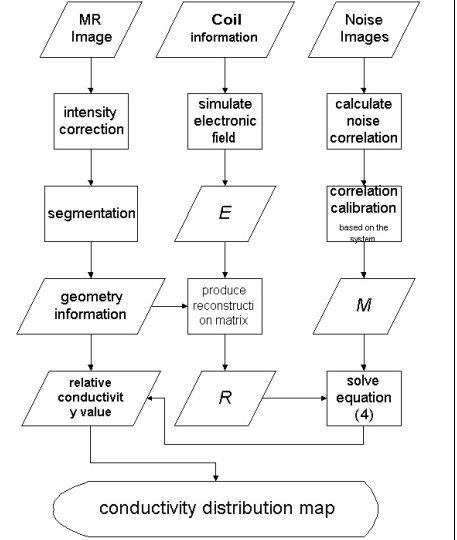 MR
Image
Coil
information
Noise
Images
intensity
correction
simulate
electronic
field
calculate
noise
correlation
segmentation
E
correlation
calibration
based on the
system
geometry
information
produce
reconstructi
on matrix
M
relative
conductivit
y value
R
solve
equation
(4)
conductivity distribution map